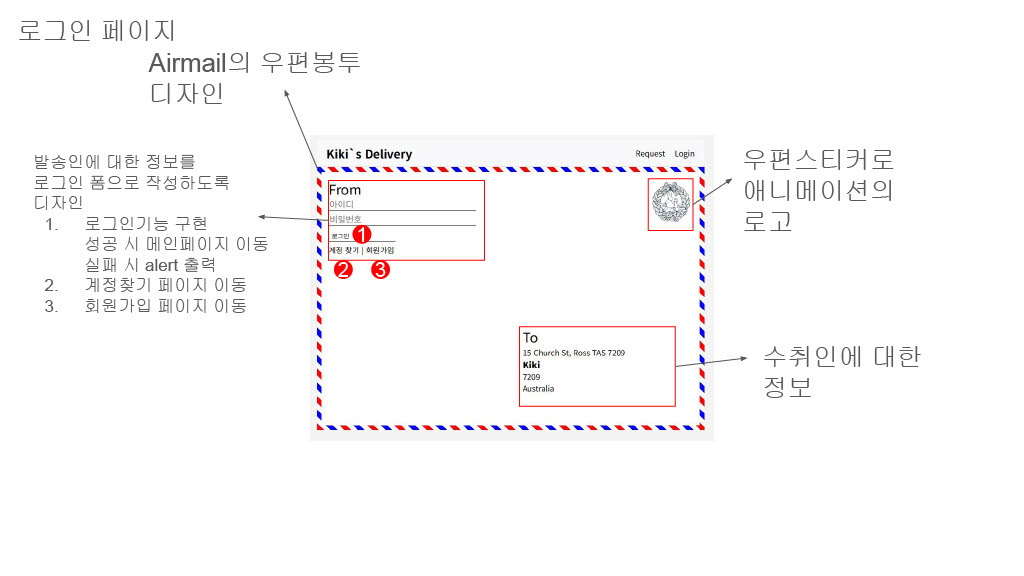 로그인 페이지
Airmail의 우편봉투
디자인
발송인에 대한 정보를
로그인 폼으로 작성하도록
디자인
1. 로그인기능 구현
성공 시 메인페이지 이동
실패 시 alert 출력
2. 계정찾기 페이지 이동
3. 회원가입 페이지 이동
Kiki`s Delivery
Request Login
From
아이디
비밀번호
로그인 1
계정 찾기 | 회원가입
2 3
To
15 Church St, Ross TAS 7209
Kiki
7209
Australia
우편스티커로
애니메이션의
로고
수취인에 대한
정보